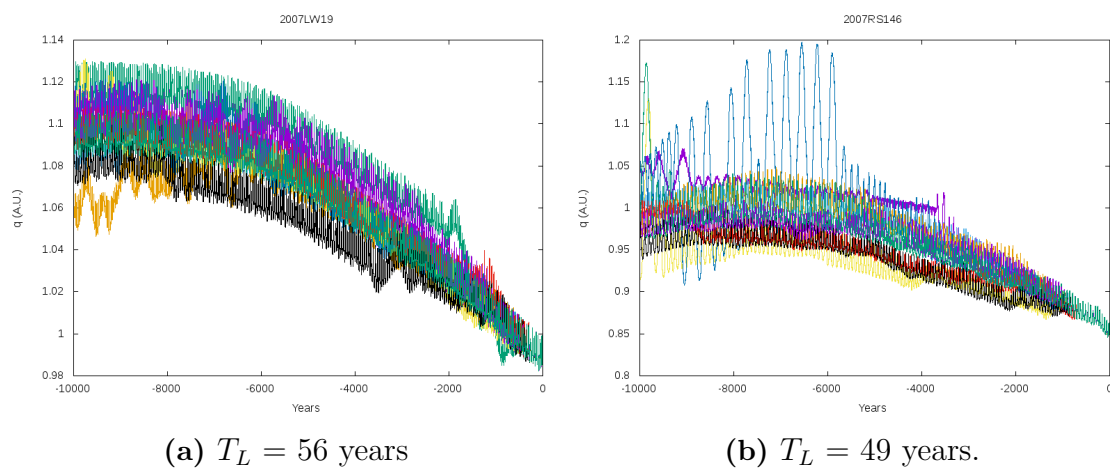 2007LW19
1.14
1.12
1.1
1.08
1.06
1.04
1.02
1
0.98
q (A.U.)
-10000 -8000 -6000 -4000 -2000 0
Years
(a) T_L = 56 years
2007RS146
1.2
1.15
1.1
1.05
1
0.95
0.9
0.85
0.8
q (A.U.)
-10000 -8000 -6000 -4000 -2000 0
Years
(b) T_L = 49 years.